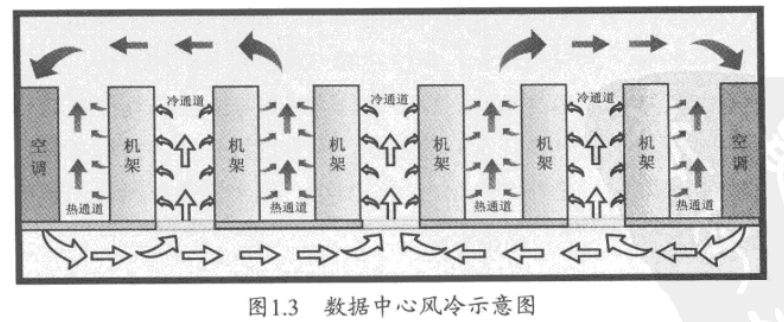 冷通道 冷通道 冷通道
空调 机架 机架 机架 机架 机架 机架 空调
热通道 热通道 热通道 热通道
图1.3 数据中心风冷示意图